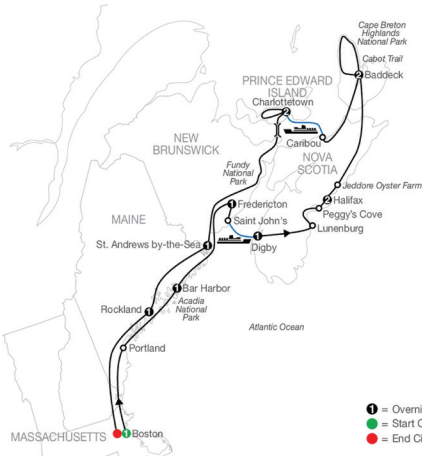 Cape Breton
Highlands
National Park
Cabot Trail
2 Baddeck
PRINCE EDWARD
ISLAND
Charlottetown
2
Caribou
NEW
BRUNSWICK
NOVA
SCOTIA
Fundy
National
Park
Jeddore Oyster Farm
2 Halifax
Peggy's Cove
Lunenburg
1 Fredericton
Saint John's
1
Digby
MAINE
St. Andrews by-the-Sea 1
1 Bar Harbor
Acadia
National
Park
Rockland 1
Atlantic Ocean
Portland
MASSACHUSETTS
1 Boston
1 = Overni
= Start C
= End Ci